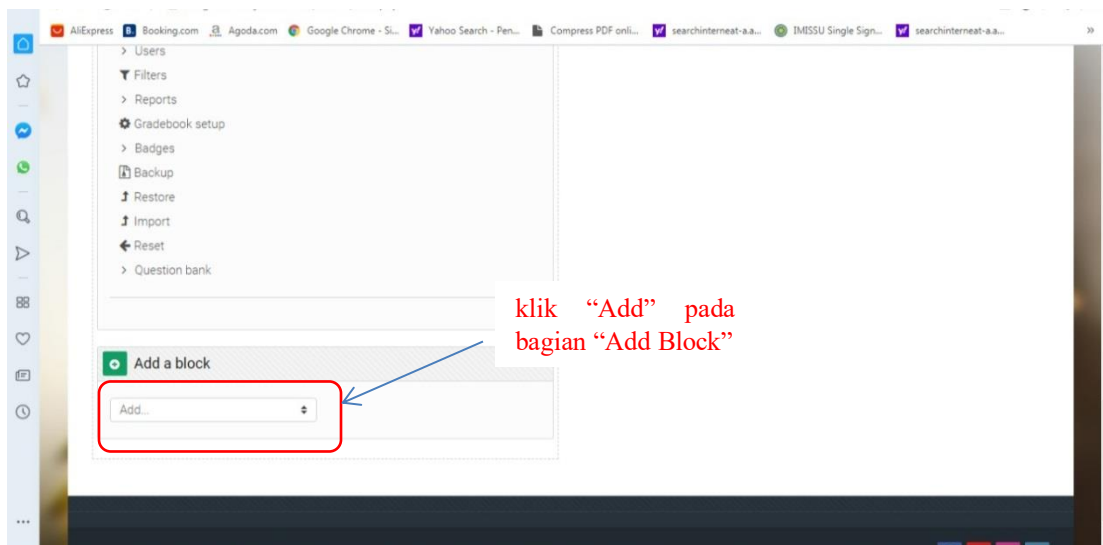 AliExpress Booking.com Agoda.com Google Chrome - Si... Yahoo Search - Pen... Compress PDF onli... searchinterneat-a.a... IMISSU Single Sign... searchinterneat-a.a... »
> Users
Filters
> Reports
Gradebook setup
> Badges
Backup
Restore
Import
Reset
> Question bank
klik “Add” pada
bagian “Add Block”
Add a block
Add...